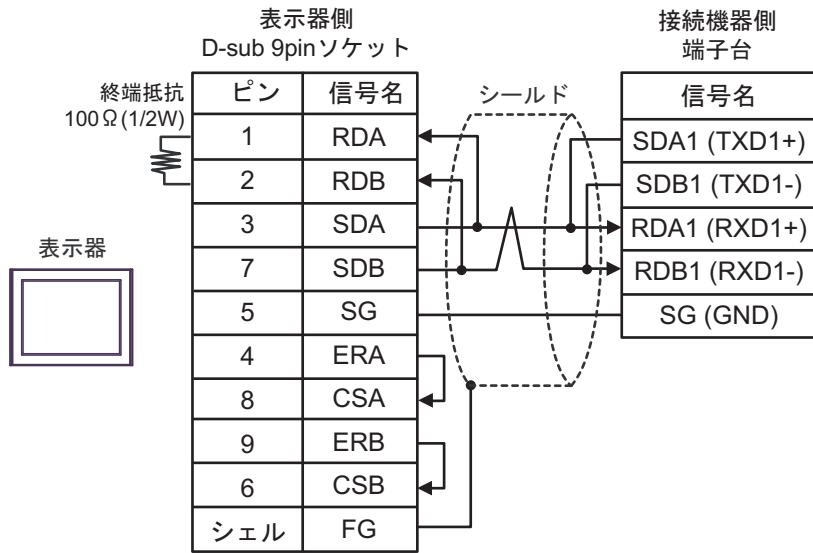 表示器側
D-sub 9pinソケット
接続機器側
端子台
終端抵抗
100Ω(1/2W)
ピン 信号名
シールド
信号名
1 RDA
SDA1 (TXD1+)
2 RDB
SDB1 (TXD1-)
3 SDA
RDA1 (RXD1+)
表示器
7 SDB
RDB1 (RXD1-)
5 SG
SG (GND)
4 ERA
8 CSA
9 ERB
6 CSB
シェル FG